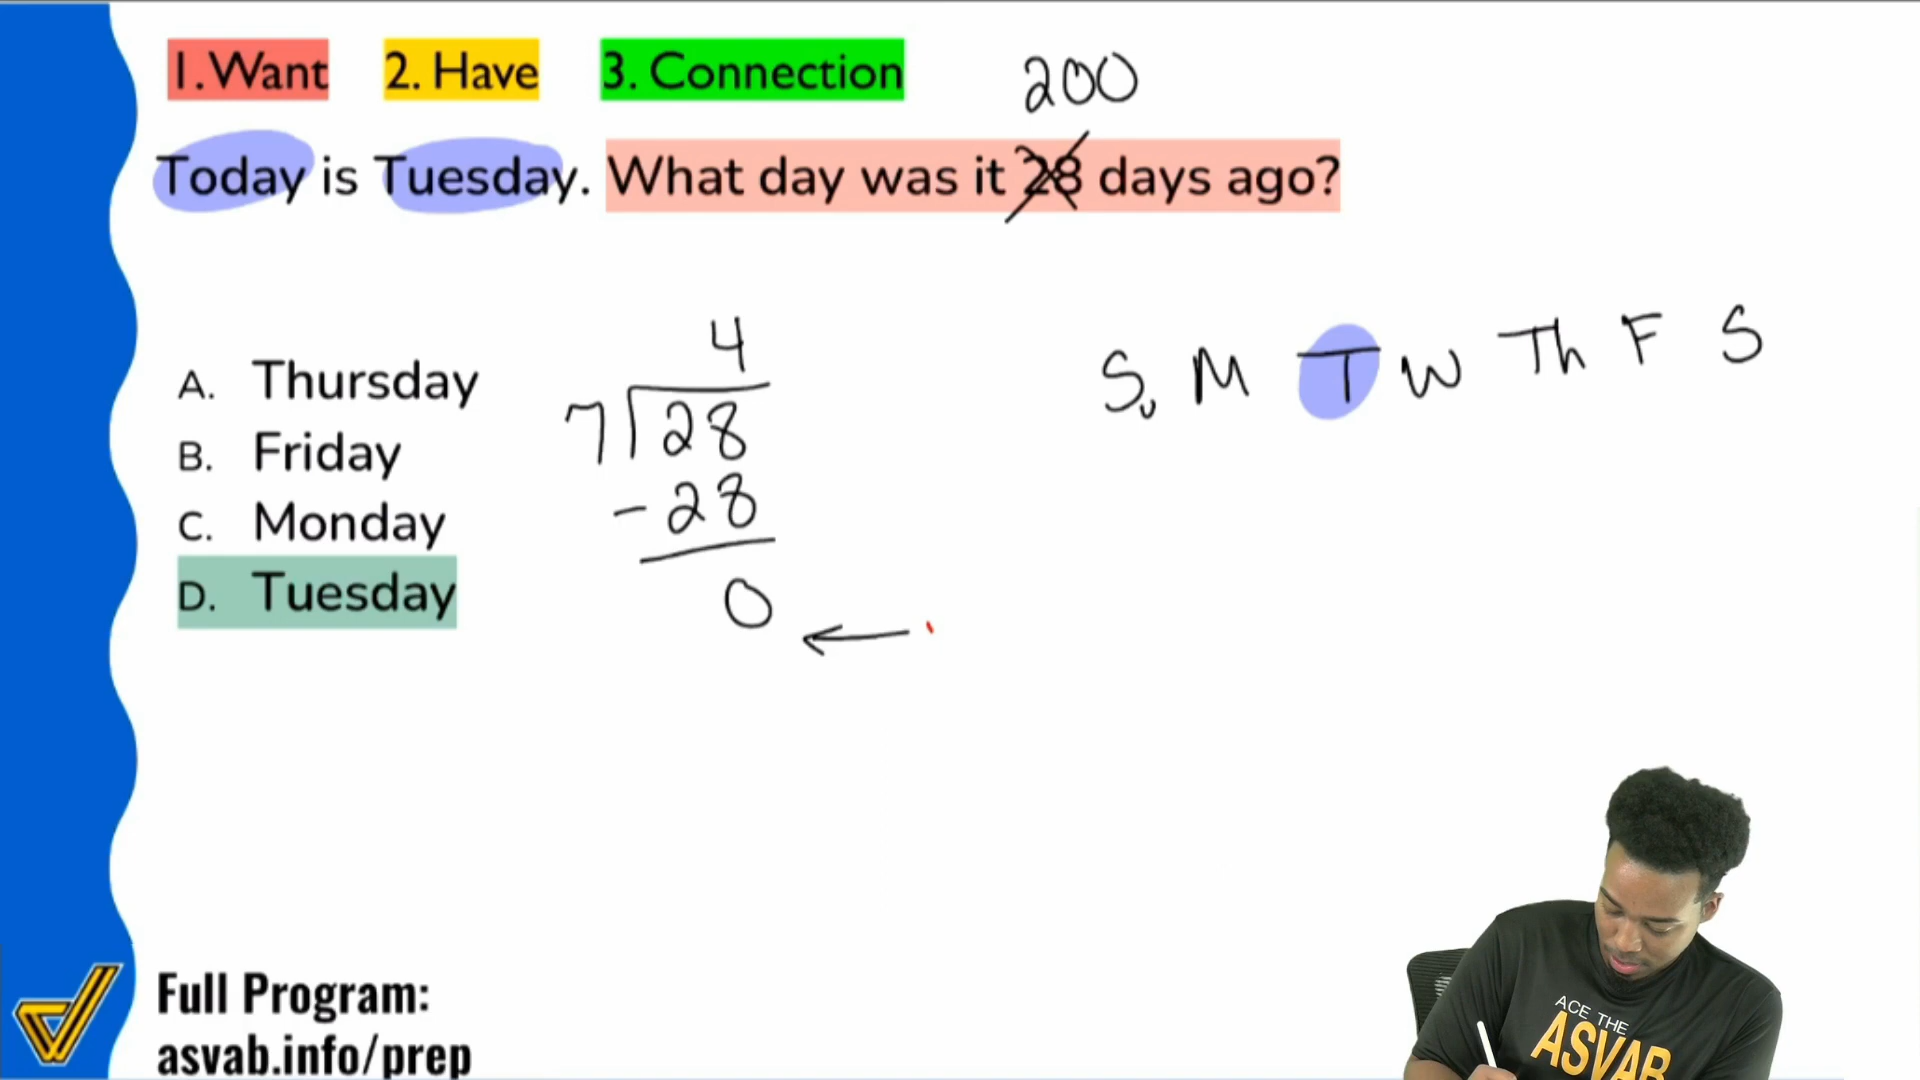 1.Want 2. Have 3. Connection
200
Today is Tuesday. What day was it 28 days ago?
A. Thursday
B. Friday
C. Monday
D. Tuesday
4
7 28
- 28
0
Su M T W Th F S
ACE THE
ASVAB
Full Program:
asvab.info/prep